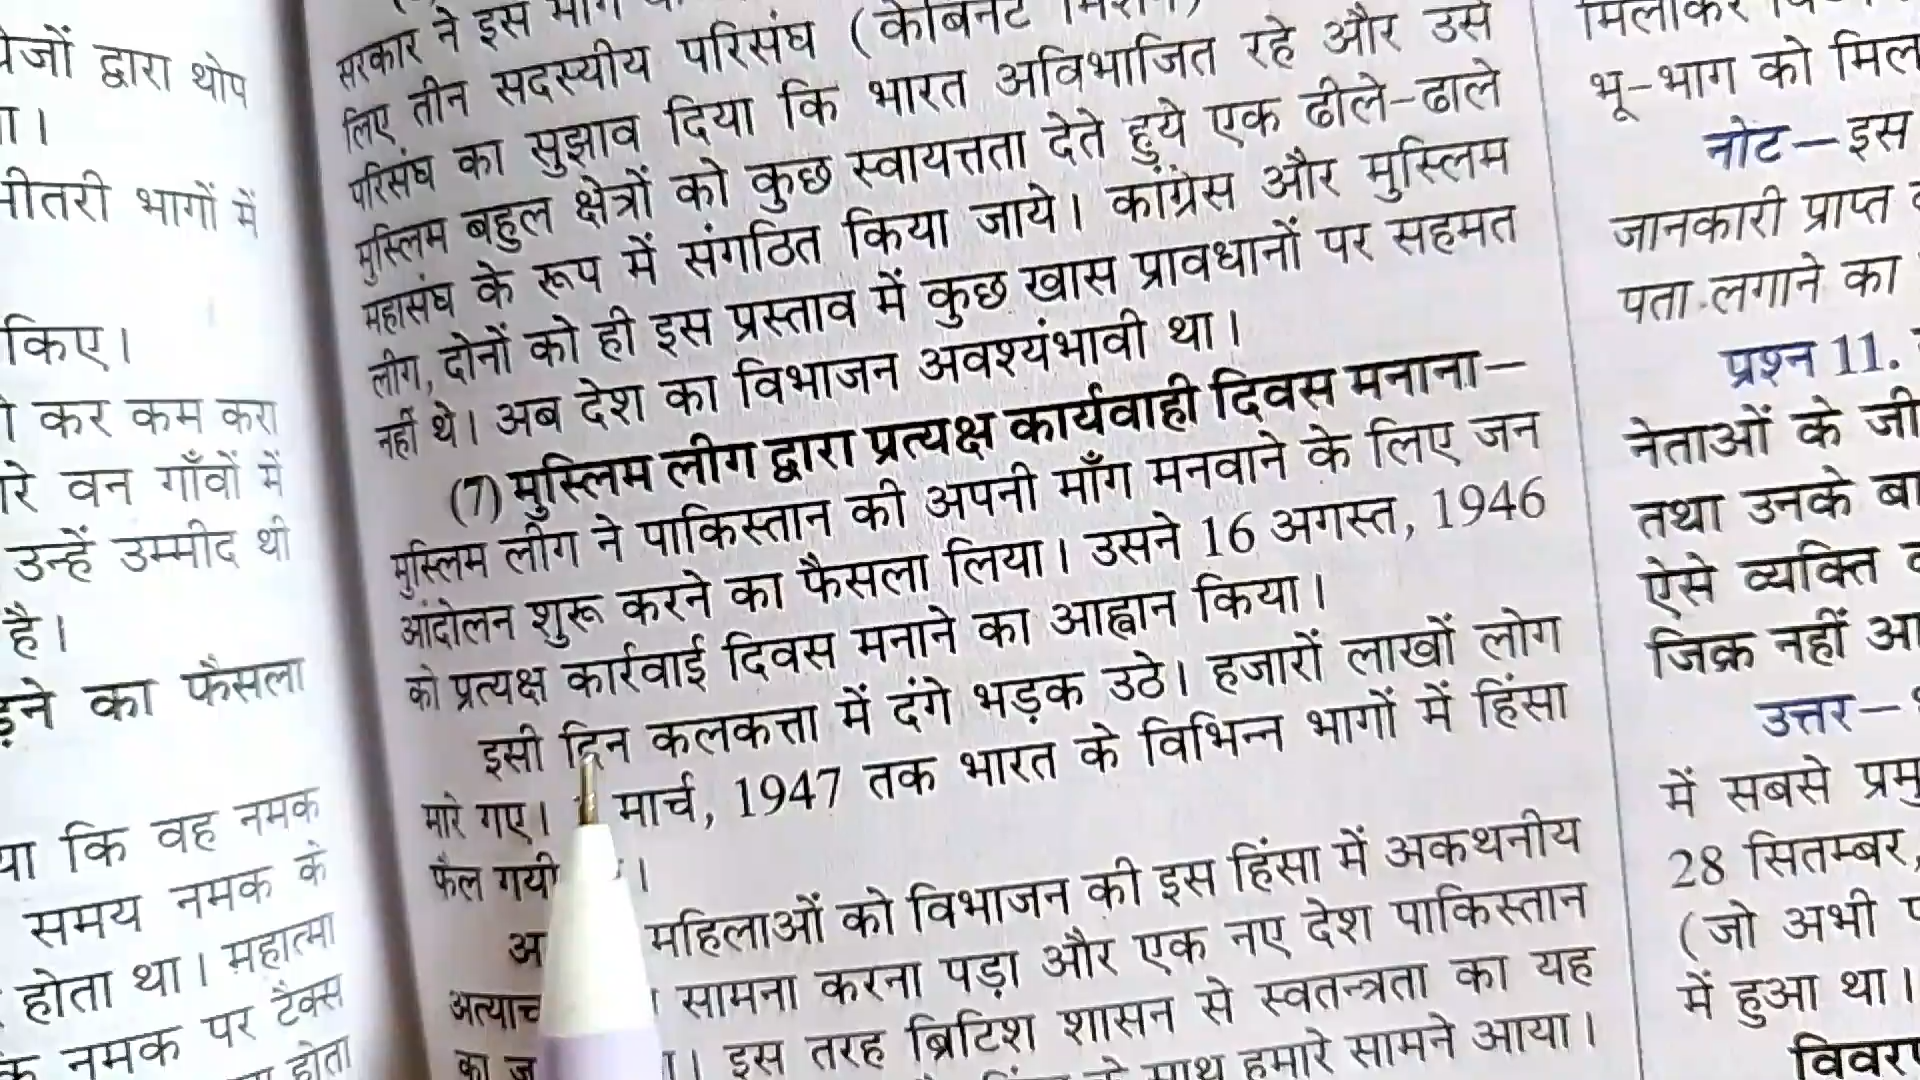 ग्रेजों द्वारा थोप
ा।
भीतरी भागों में
किए।
कर कम करा
रे वन गाँवों में
उन्हें उम्मीद थी
है।
ड़ने का फैसला
या कि वह नमक
समय नमक के
होता था। महात्मा
नमक पर टैक्स
होता
सरकार ने इस
लिए तीन सदस्यीय परिसंघ (केबिनेट
परिसंघ का सुझाव दिया कि भारत अविभाजित रहे और उसे
मुस्लिम बहुल क्षेत्रों को कुछ स्वायत्तता देते हुये एक ढीले-ढाले
महासंघ के रूप में संगठित किया जाये। कांग्रेस और मुस्लिम
लीग, दोनों को ही इस प्रस्ताव में कुछ खास प्रावधानों पर सहमत
नहीं थे। अब देश का विभाजन अवश्यंभावी था।
(7) मुस्लिम लीग द्वारा प्रत्यक्ष कार्यवाही दिवस मनाना—
मुस्लिम लीग ने पाकिस्तान की अपनी माँग मनवाने के लिए जन
आंदोलन शुरू करने का फैसला लिया। उसने 16 अगस्त, 1946
को प्रत्यक्ष कार्रवाई दिवस मनाने का आह्वान किया।
इसी दिन कलकत्ता में दंगे भड़क उठे। हजारों लाखों लोग
मारे गए। मार्च, 1947 तक भारत के विभिन्न भागों में हिंसा
फैल गयी ।
महिलाओं को विभाजन की इस हिंसा में अकथनीय
सामना करना पड़ा और एक नए देश पाकिस्तान
का ज ।। इस तरह ब्रिटिश शासन से स्वतन्त्रता का यह
साथ हमारे सामने आया।
मिलाकर
भू-भाग को मिल
नोट—इस
जानकारी प्राप्त
पता लगाने का
प्रश्न 11.
नेताओं के जी
तथा उनके बा
ऐसे व्यक्ति
जिक्र नहीं आ
उत्तर—
में सबसे प्रमु
28 सितम्बर,
(जो अभी प
में हुआ था।
विवरण